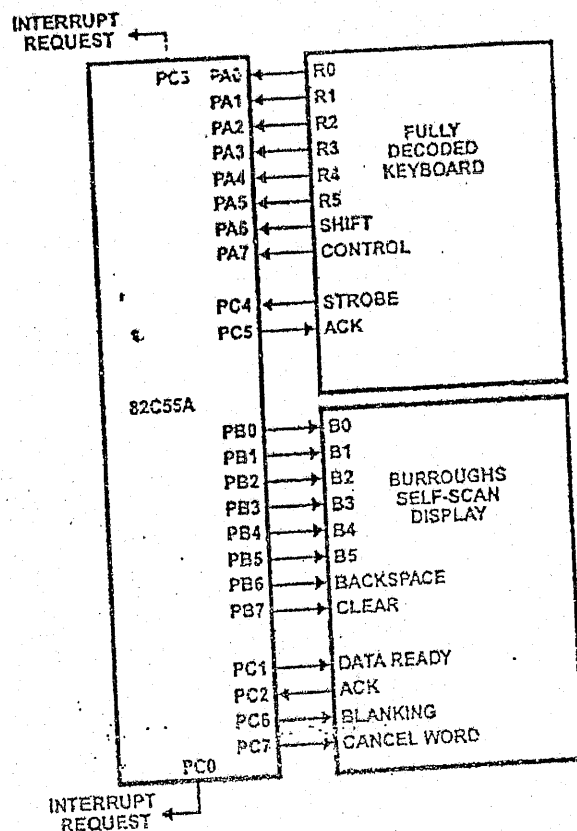 INTERRUPT
REQUEST
PC3 PA0 R0
PA1 R1
PA2 R2
PA3 R3
PA4 R4
PA5 R5
PA6 SHIFT
PA7 CONTROL
FULLY
DECODED
KEYBOARD
PC4 STROBE
PC5 ACK
82C55A
PB0 B0
PB1 B1
PB2 B2
PB3 B3
PB4 B4
PB5 B5
PB6 BACKSPACE
PB7 CLEAR
BURROUGHS
SELF-SCAN
DISPLAY
PC1 DATA READY
PC2 ACK
PC6 BLANKING
PC7 CANCEL WORD
PC0
INTERRUPT
REQUEST